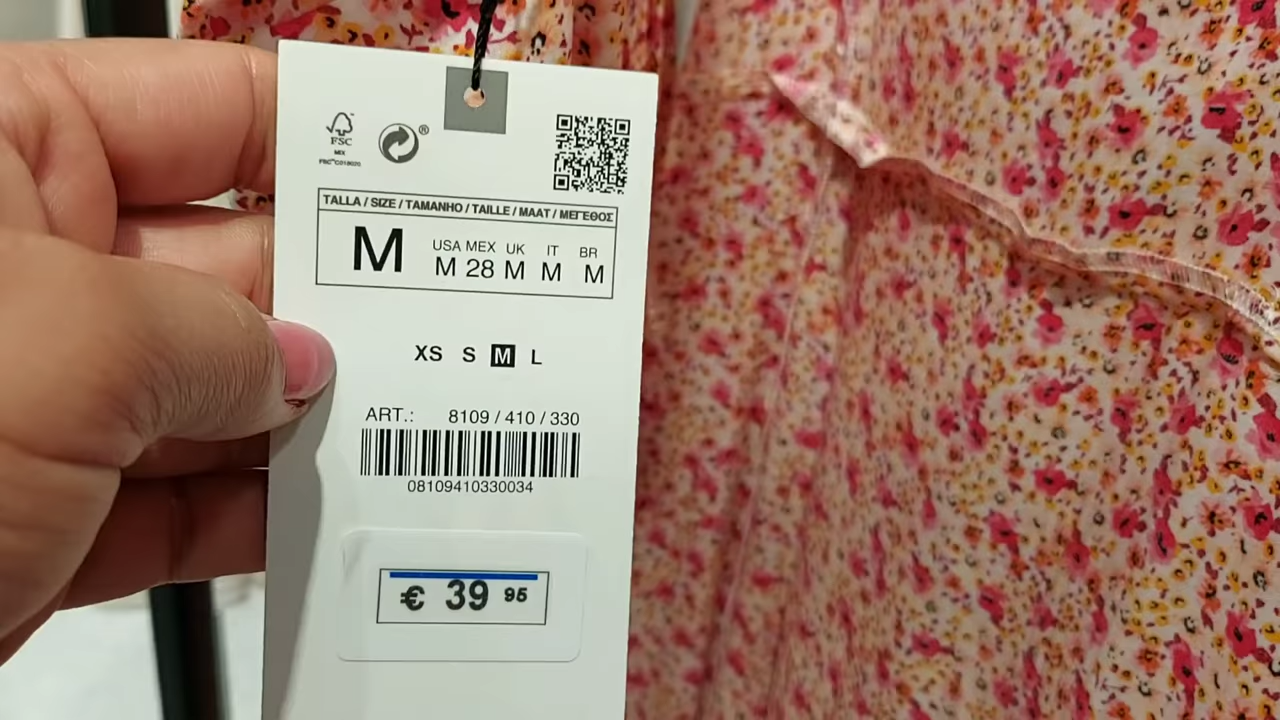 FSC
MIX
®
TALLA / SIZE / TAMANHO / TAILLE / MAAT / ΜΕΓΕΘΟΣ
M
USA MEX UK IT BR
M 28 M M M
XS S M L
ART.: 8109 / 410 / 330
08109410330034
€ 39 95